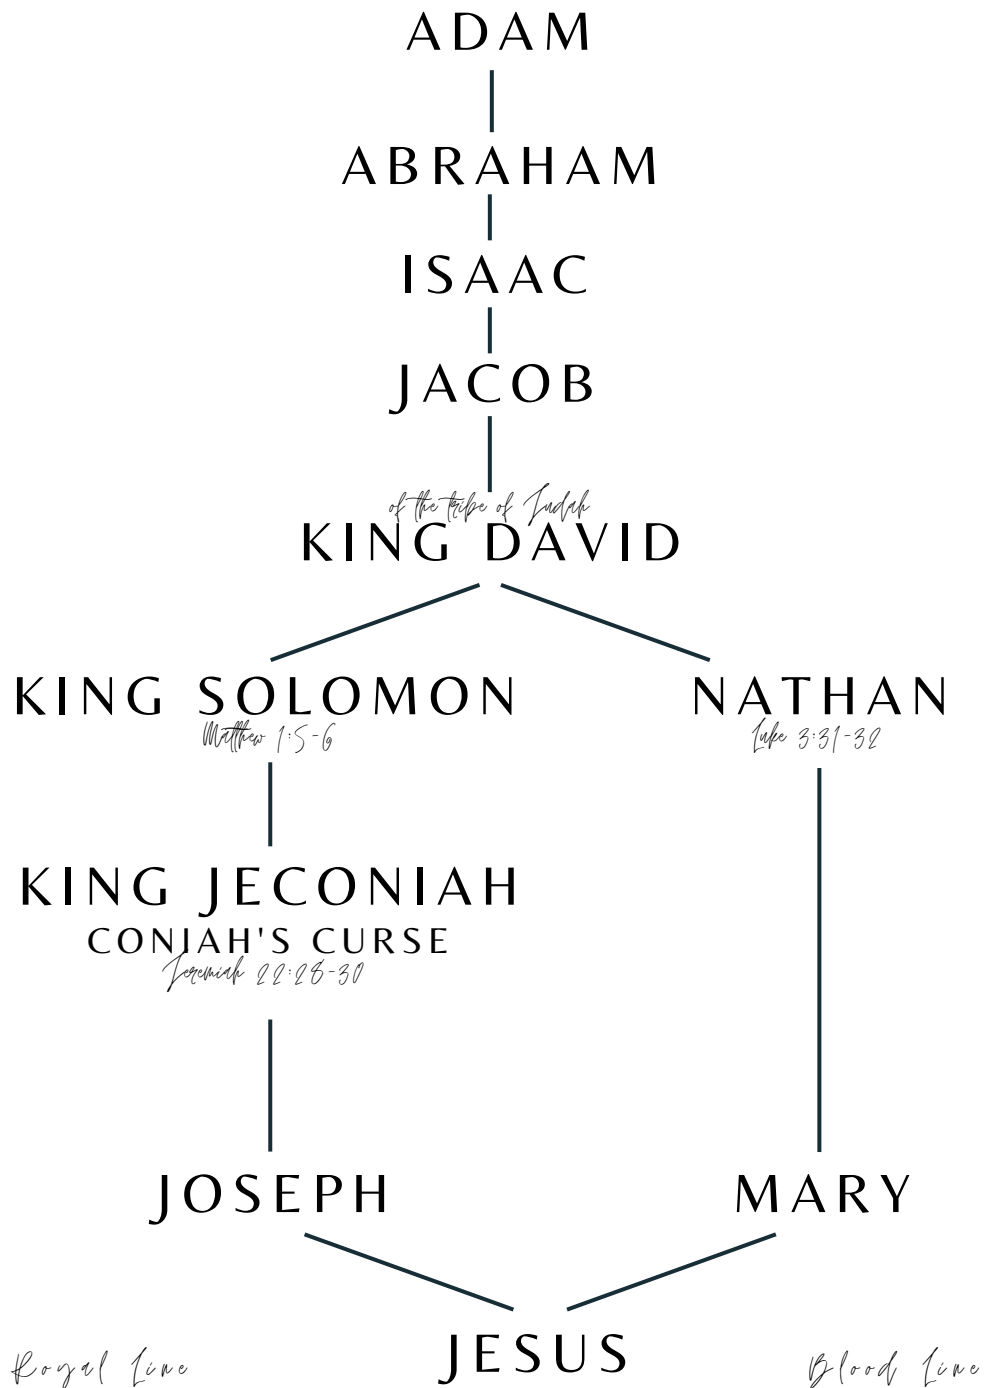 ADAM
ABRAHAM
ISAAC
JACOB
of the tribe of Judah
KING DAVID
KING SOLOMON
Matthew 1:5-6
NATHAN
Luke 3:31-32
KING JECONIAH
CONIAH'S CURSE
Jeremiah 22:28-30
JOSEPH
MARY
JESUS
Royal Line
Blood Line